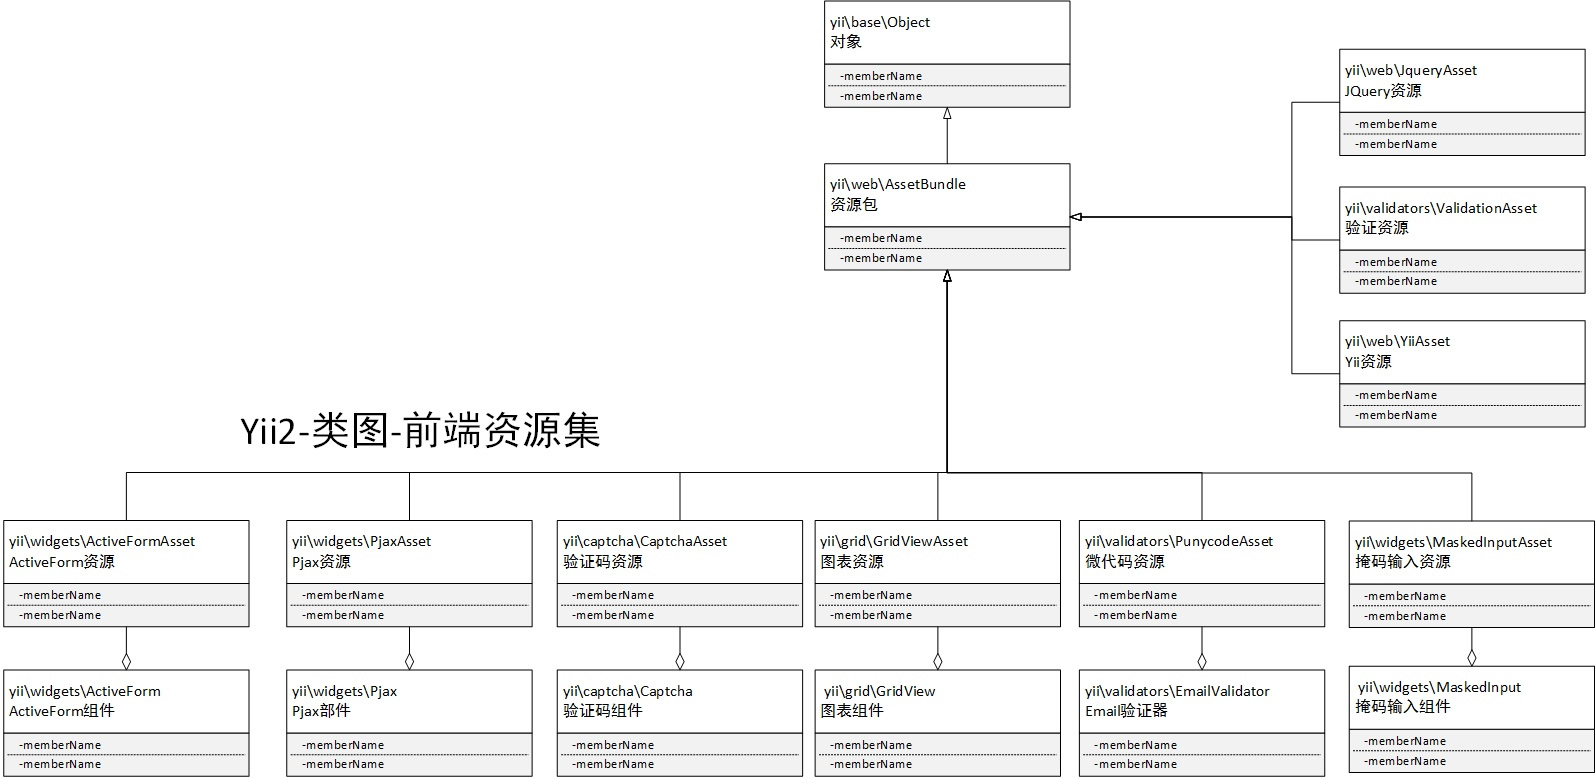 yii\base\Object
对象
-memberName
-memberName
yii\web\AssetBundle
资源包
-memberName
-memberName
yii\web\JqueryAsset
JQuery资源
-memberName
-memberName
yii\validators\ValidationAsset
验证资源
-memberName
-memberName
yii\web\YiiAsset
Yii资源
-memberName
-memberName
Yii2-类图-前端资源集
yii\widgets\ActiveFormAsset
ActiveForm资源
-memberName
-memberName
yii\widgets\PjaxAsset
Pjax资源
-memberName
-memberName
yii\captcha\CaptchaAsset
验证码资源
-memberName
-memberName
yii\grid\GridViewAsset
图表资源
-memberName
-memberName
yii\validators\PunycodeAsset
微代码资源
-memberName
-memberName
yii\widgets\MaskedInputAsset
掩码输入资源
-memberName
-memberName
yii\widgets\ActiveForm
ActiveForm组件
-memberName
-memberName
yii\widgets\Pjax
Pjax部件
-memberName
-memberName
yii\captcha\Captcha
验证码组件
-memberName
-memberName
yii\grid\GridView
图表组件
-memberName
-memberName
yii\validators\EmailValidator
Email验证器
-memberName
-memberName
yii\widgets\MaskedInput
掩码输入组件
-memberName
-memberName